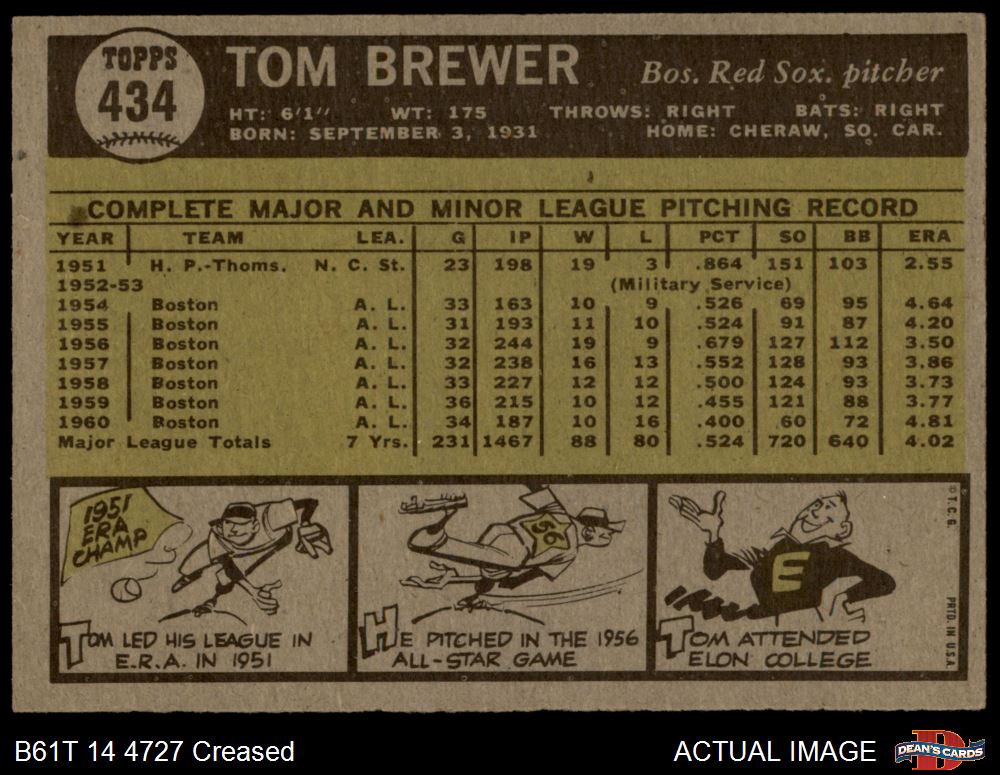 TOPPS
434
TOM BREWER
Bos. Red Sox. pitcher
HT: 6'1" WT: 175 THROWS: RIGHT BATS: RIGHT
BORN: SEPTEMBER 3, 1931 HOME: CHERAW, SO. CAR.
COMPLETE MAJOR AND MINOR LEAGUE PITCHING RECORD
YEAR TEAM LEA. G IP W L PCT SO BB ERA
1951 H. P.-Thoms. N. C. St. 23 198 19 3 .864 151 103 2.55
1952-53 (Military Service)
1954 Boston A. L. 33 163 10 9 .526 69 95 4.64
1955 Boston A. L. 31 193 11 10 .524 91 87 4.20
1956 Boston A. L. 32 244 19 9 .679 127 112 3.50
1957 Boston A. L. 32 238 16 13 .552 128 93 3.86
1958 Boston A. L. 33 227 12 12 .500 124 93 3.73
1959 Boston A. L. 36 215 10 12 .455 121 88 3.77
1960 Boston A. L. 34 187 10 16 .400 60 72 4.81
Major League Totals 7 Yrs. 231 1467 88 80 .524 720 640 4.02
1951
ERA
CHAMP
TOM LED HIS LEAGUE IN
E.R.A. IN 1951
56
HE PITCHED IN THE 1956
ALL-STAR GAME
E
TOM ATTENDED
ELON COLLEGE
© T. C. G.
PRTD. IN U.S.A.
B61T 14 4727 Creased
ACTUAL IMAGE
D
DEAN'S CARDS